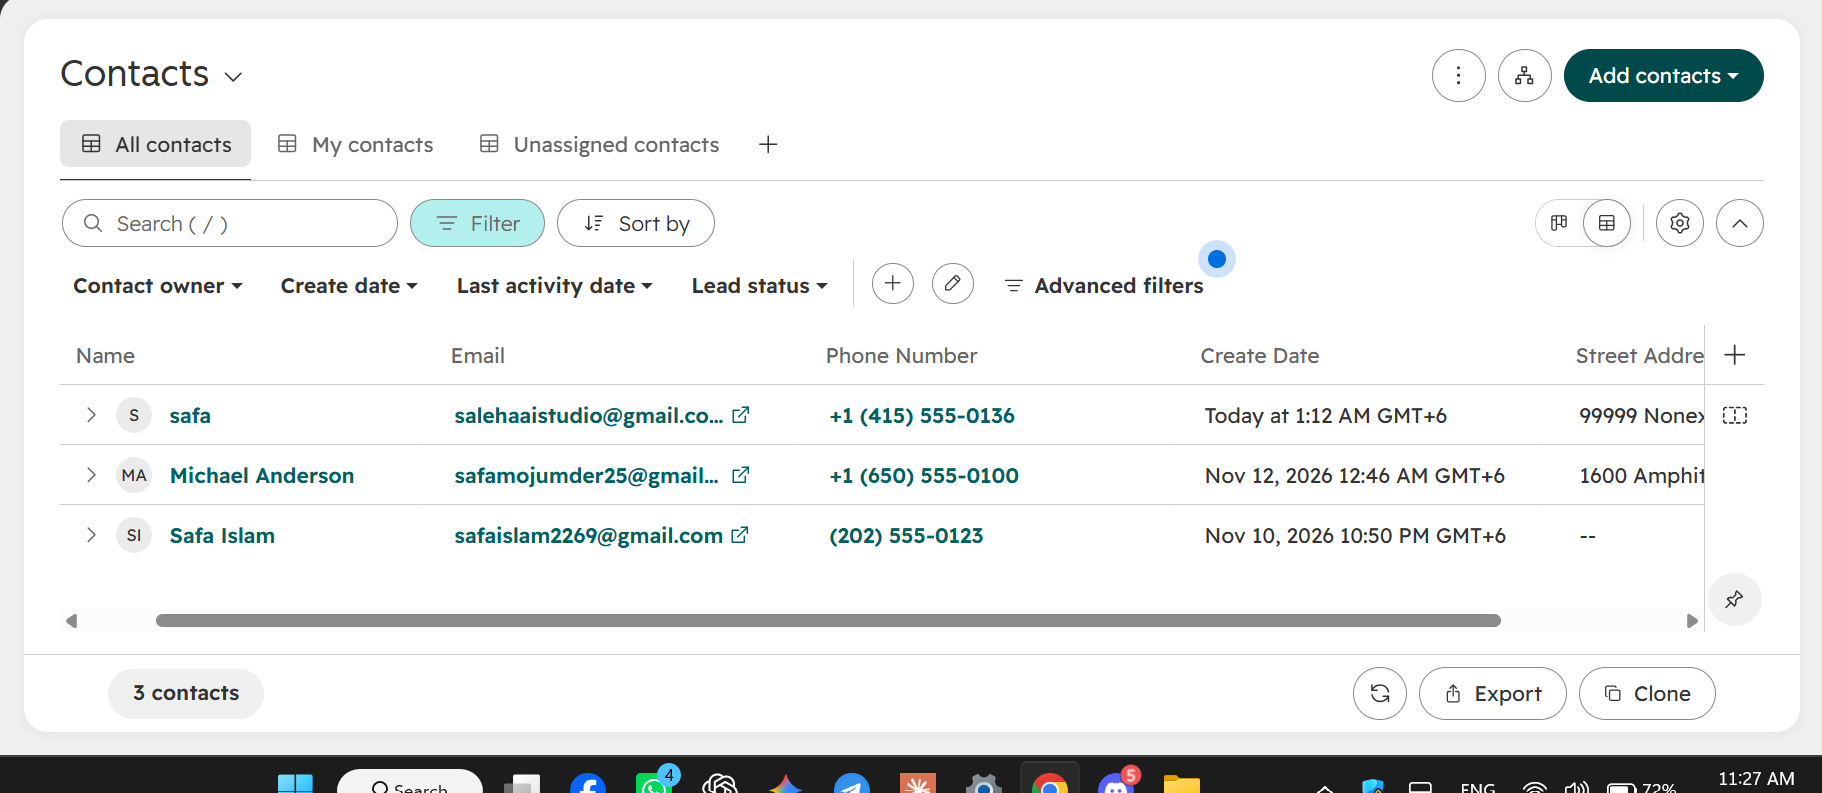 Contacts
Add contacts
All contacts
My contacts
Unassigned contacts
Search ( / )
Filter
Sort by
Contact owner
Create date
Last activity date
Lead status
Advanced filters
Name Email Phone Number Create Date Street Addre
S safa salehaaistudio@gmail.co... +1 (415) 555-0136 Today at 1:12 AM GMT+6 99999 Nonex
MA Michael Anderson safamojumder25@gmail... +1 (650) 555-0100 Nov 12, 2026 12:46 AM GMT+6 1600 Amphit
SI Safa Islam safaislam2269@gmail.com (202) 555-0123 Nov 10, 2026 10:50 PM GMT+6 --
3 contacts
Export
Clone
Search
4
5
ENG
72%
11:27 AM